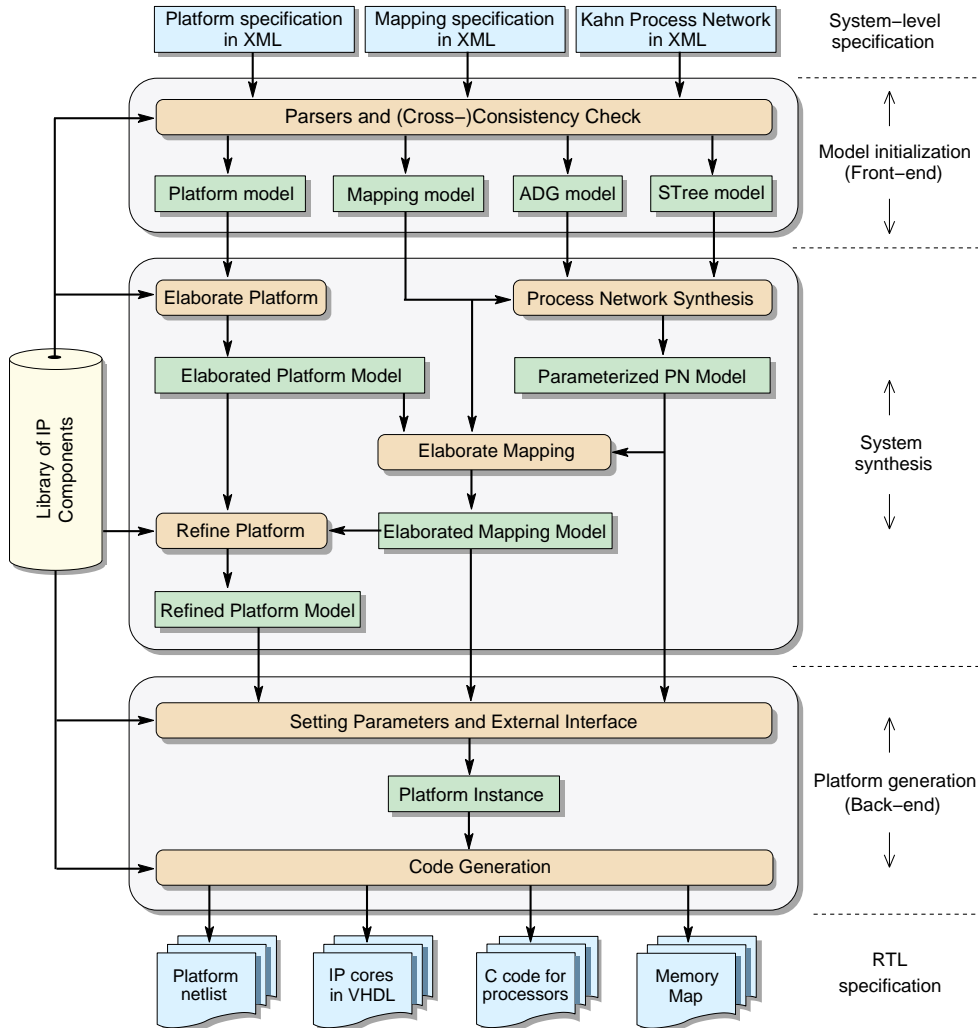 Platform specification
in XML
Mapping specification
in XML
Kahn Process Network
in XML
System−level
specification
Parsers and (Cross−)Consistency Check
Platform model
Mapping model
ADG model
STree model
Model initialization
(Front−end)
Elaborate Platform
Process Network Synthesis
Elaborated Platform Model
Parameterized PN Model
Library of IP
Components
Elaborate Mapping
System
synthesis
Refine Platform
Elaborated Mapping Model
Refined Platform Model
Setting Parameters and External Interface
Platform Instance
Platform generation
(Back−end)
Code Generation
Platform
netlist
IP cores
in VHDL
C code for
processors
Memory
Map
RTL
specification